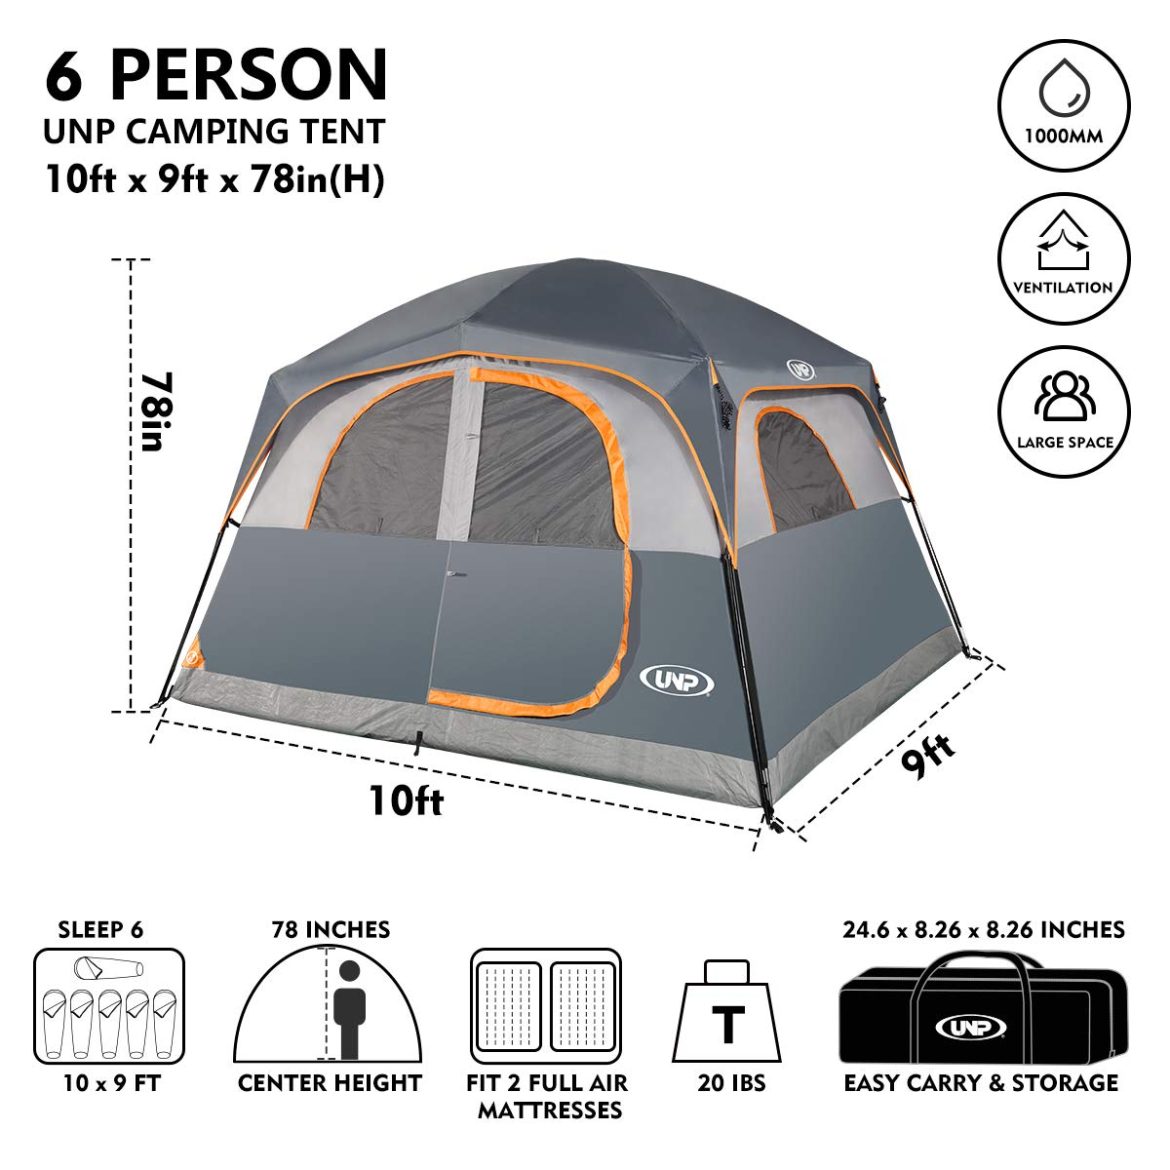 6 PERSON
UNP CAMPING TENT
10ft x 9ft x 78in(H)
1000MM
VENTILATION
LARGE SPACE
78in
UNP
UNP
10ft
9ft
SLEEP 6
10 x 9 FT
78 INCHES
CENTER HEIGHT
FIT 2 FULL AIR
MATTRESSES
T
20 IBS
24.6 x 8.26 x 8.26 INCHES
UNP
EASY CARRY & STORAGE